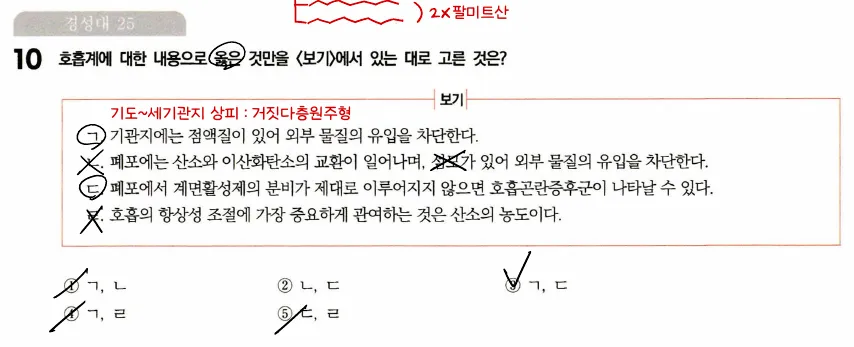 2x팔미트산
경성대 25
10 호흡계에 대한 내용으로 옳은 것만을 <보기>에서 있는 대로 고른 것은?
보기
기도~세기관지 상피 : 거짓다층원주형
ㄱ. 기관지에는 점액질이 있어 외부 물질의 유입을 차단한다.
ㄴ. 폐포에는 산소와 이산화탄소의 교환이 일어나며, 섬모가 있어 외부 물질의 유입을 차단한다.
ㄷ. 폐포에서 계면활성제의 분비가 제대로 이루어지지 않으면 호흡곤란증후군이 나타날 수 있다.
ㄹ. 호흡의 항상성 조절에 가장 중요하게 관여하는 것은 산소의 농도이다.
① ㄱ, ㄴ ② ㄴ, ㄷ ③ ㄱ, ㄷ
④ ㄱ, ㄹ ⑤ ㄷ, ㄹ